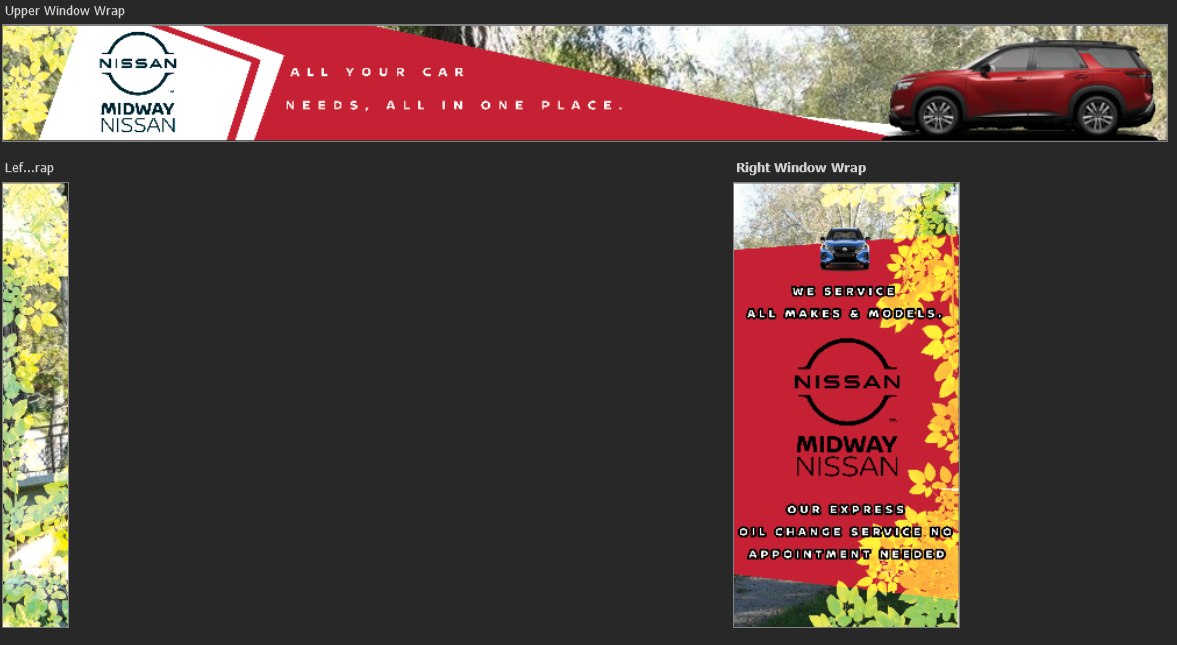 Upper Window Wrap
NISSAN
MIDWAY
NISSAN
ALL YOUR CAR
NEEDS, ALL IN ONE PLACE.
Lef...rap
Right Window Wrap
WE SERVICE
ALL MAKES & MODELS.
NISSAN
TM
MIDWAY
NISSAN
OUR EXPRESS
OIL CHANGE SERVICE NO
APPOINTMENT NEEDED